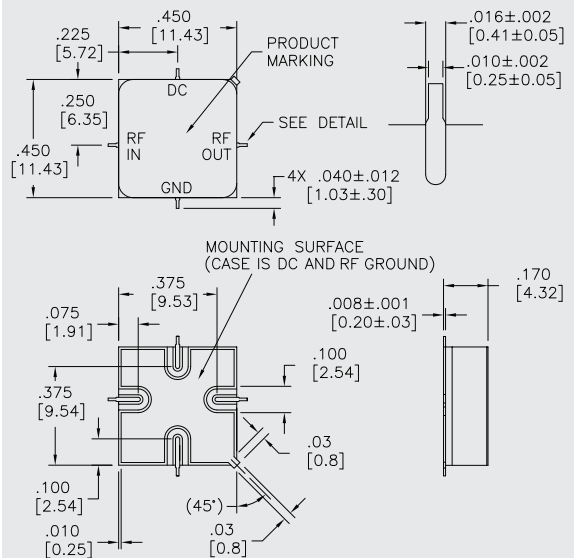 .450
[11.43]
.225
[5.72]
PRODUCT
MARKING
.016±.002
[0.41±0.05]
.010±.002
[0.25±0.05]
DC
.250
[6.35]
RF
IN
RF
OUT
SEE DETAIL
.450
[11.43]
GND
4X .040±.012
[1.03±.30]
MOUNTING SURFACE
(CASE IS DC AND RF GROUND)
.375
[9.53]
.075
[1.91]
.008±.001
[0.20±.03]
.170
[4.32]
.100
[2.54]
.375
[9.54]
.03
[0.8]
.100
[2.54]
(45°)
.010
[0.25]
.03
[0.8]